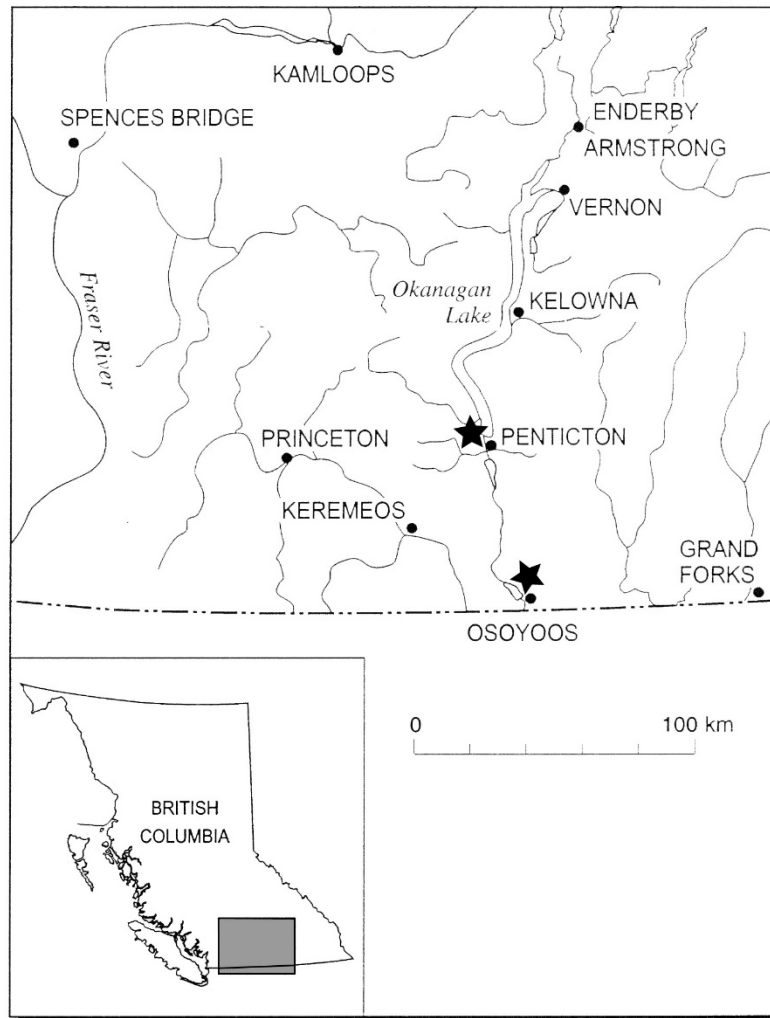 KAMLOOPS
SPENCES BRIDGE
ENDERBY
ARMSTRONG
VERNON
Fraser River
Okanagan
Lake
KELOWNA
PRINCETON
PENTICTON
KEREMEOS
GRAND
FORKS
OSOYOOS
0 100 km
BRITISH
COLUMBIA